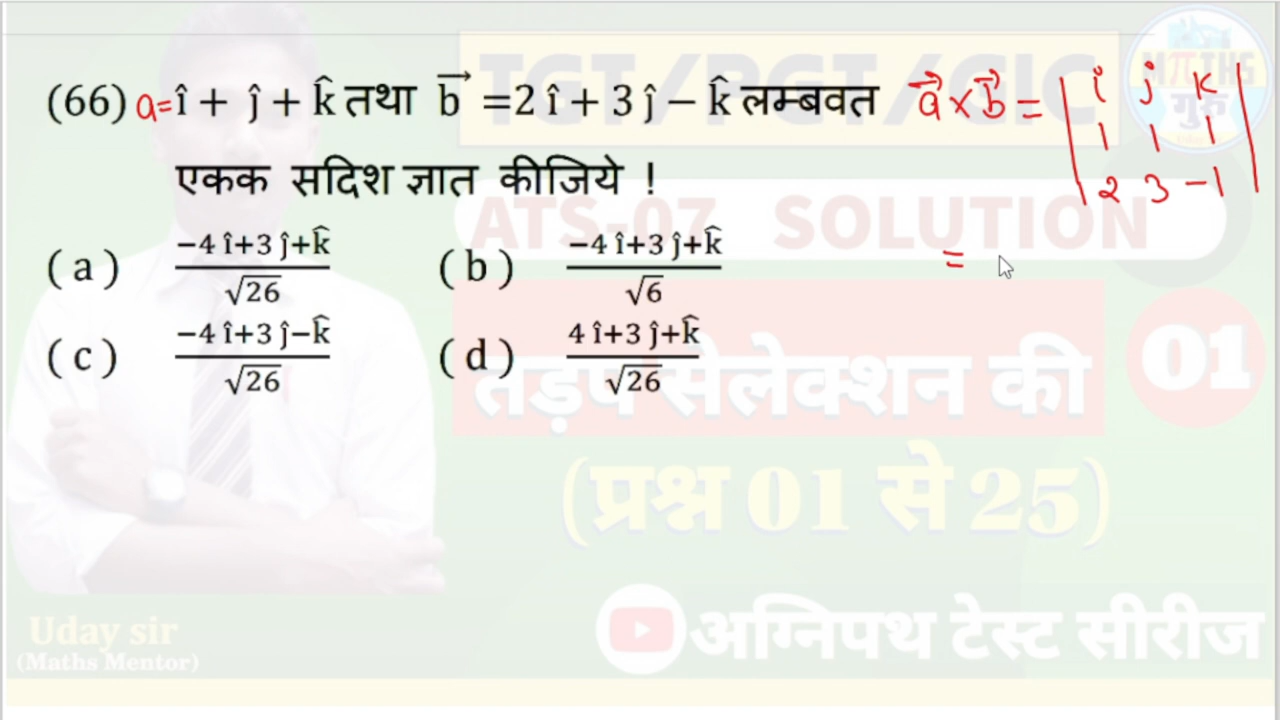 TGT/PGT/GIC
MπTHS
गुरु
(66) a= î + ĵ + k̂ तथा b⃗ =2 î + 3 ĵ − k̂ लम्बवत
एकक सदिश ज्ञात कीजिये !
a⃗ × b⃗ = | i j k |
| 1 1 1 |
| 2 3 −1 |
=
ATS-07 SOLUTION
( a ) (−4 î+3 ĵ+k̂)/√26
( b ) (−4 î+3 ĵ+k̂)/√6
( c ) (−4 î+3 ĵ−k̂)/√26
( d ) (4 î+3 ĵ+k̂)/√26
तड़प सेलेक्शन की
01
(प्रश्न 01 से 25)
Uday sir
(Maths Mentor)
अग्निपथ टेस्ट सीरीज